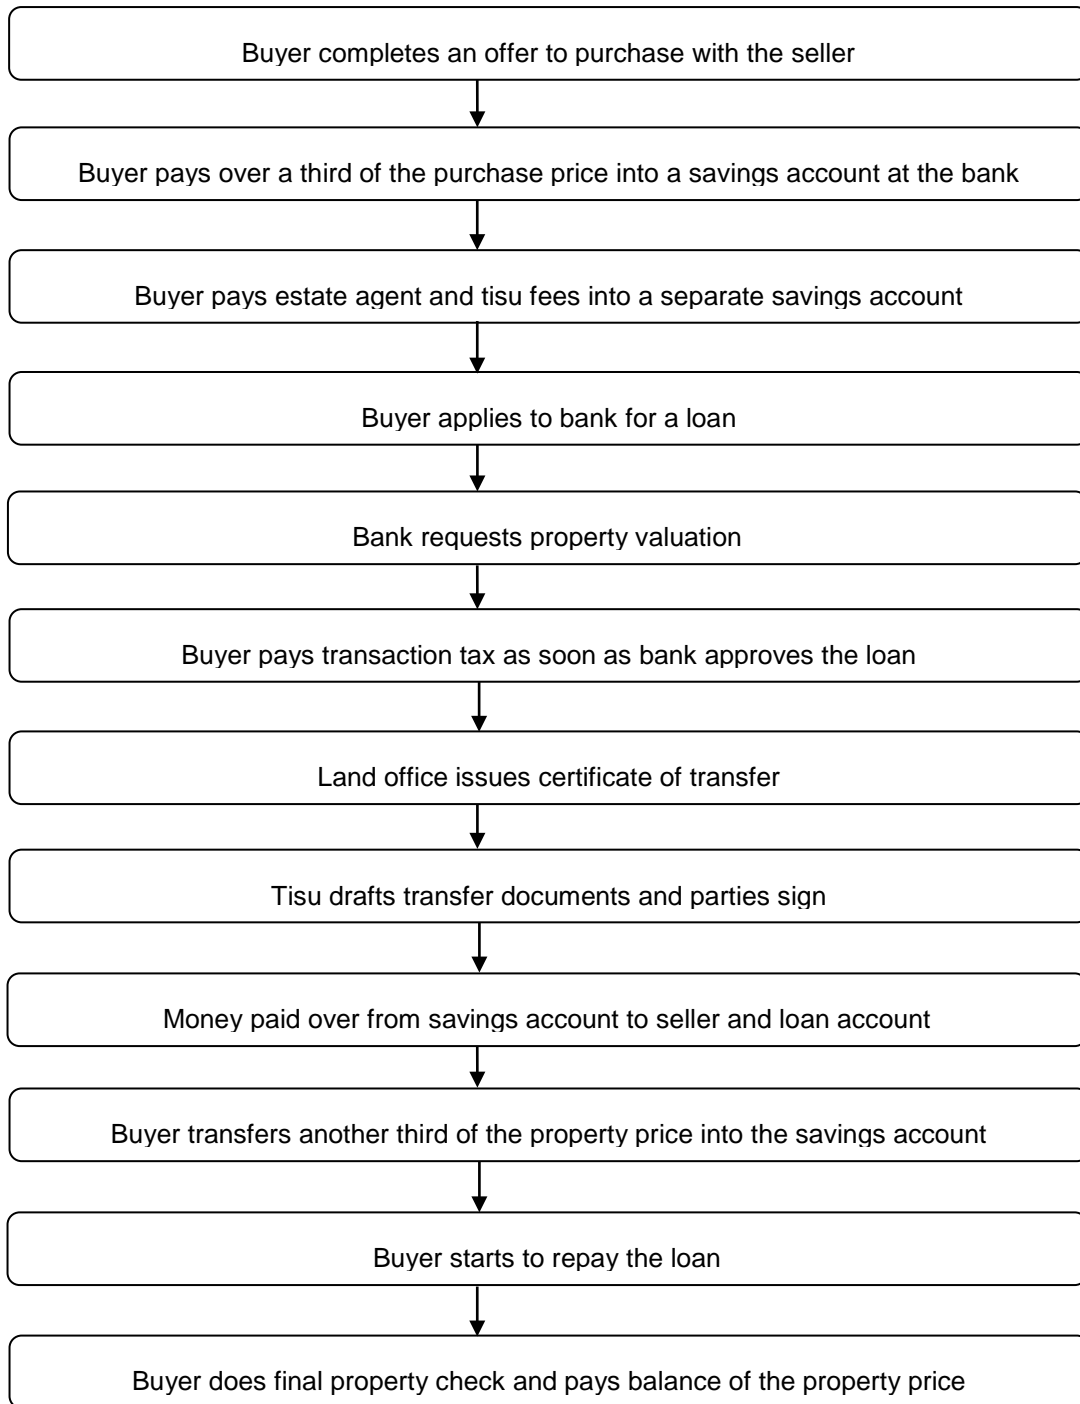 Buyer completes an offer to purchase with the seller
Buyer pays over a third of the purchase price into a savings account at the bank
Buyer pays estate agent and tisu fees into a separate savings account
Buyer applies to bank for a loan
Bank requests property valuation
Buyer pays transaction tax as soon as bank approves the loan
Land office issues certificate of transfer
Tisu drafts transfer documents and parties sign
Money paid over from savings account to seller and loan account
Buyer transfers another third of the property price into the savings account
Buyer starts to repay the loan
Buyer does final property check and pays balance of the property price